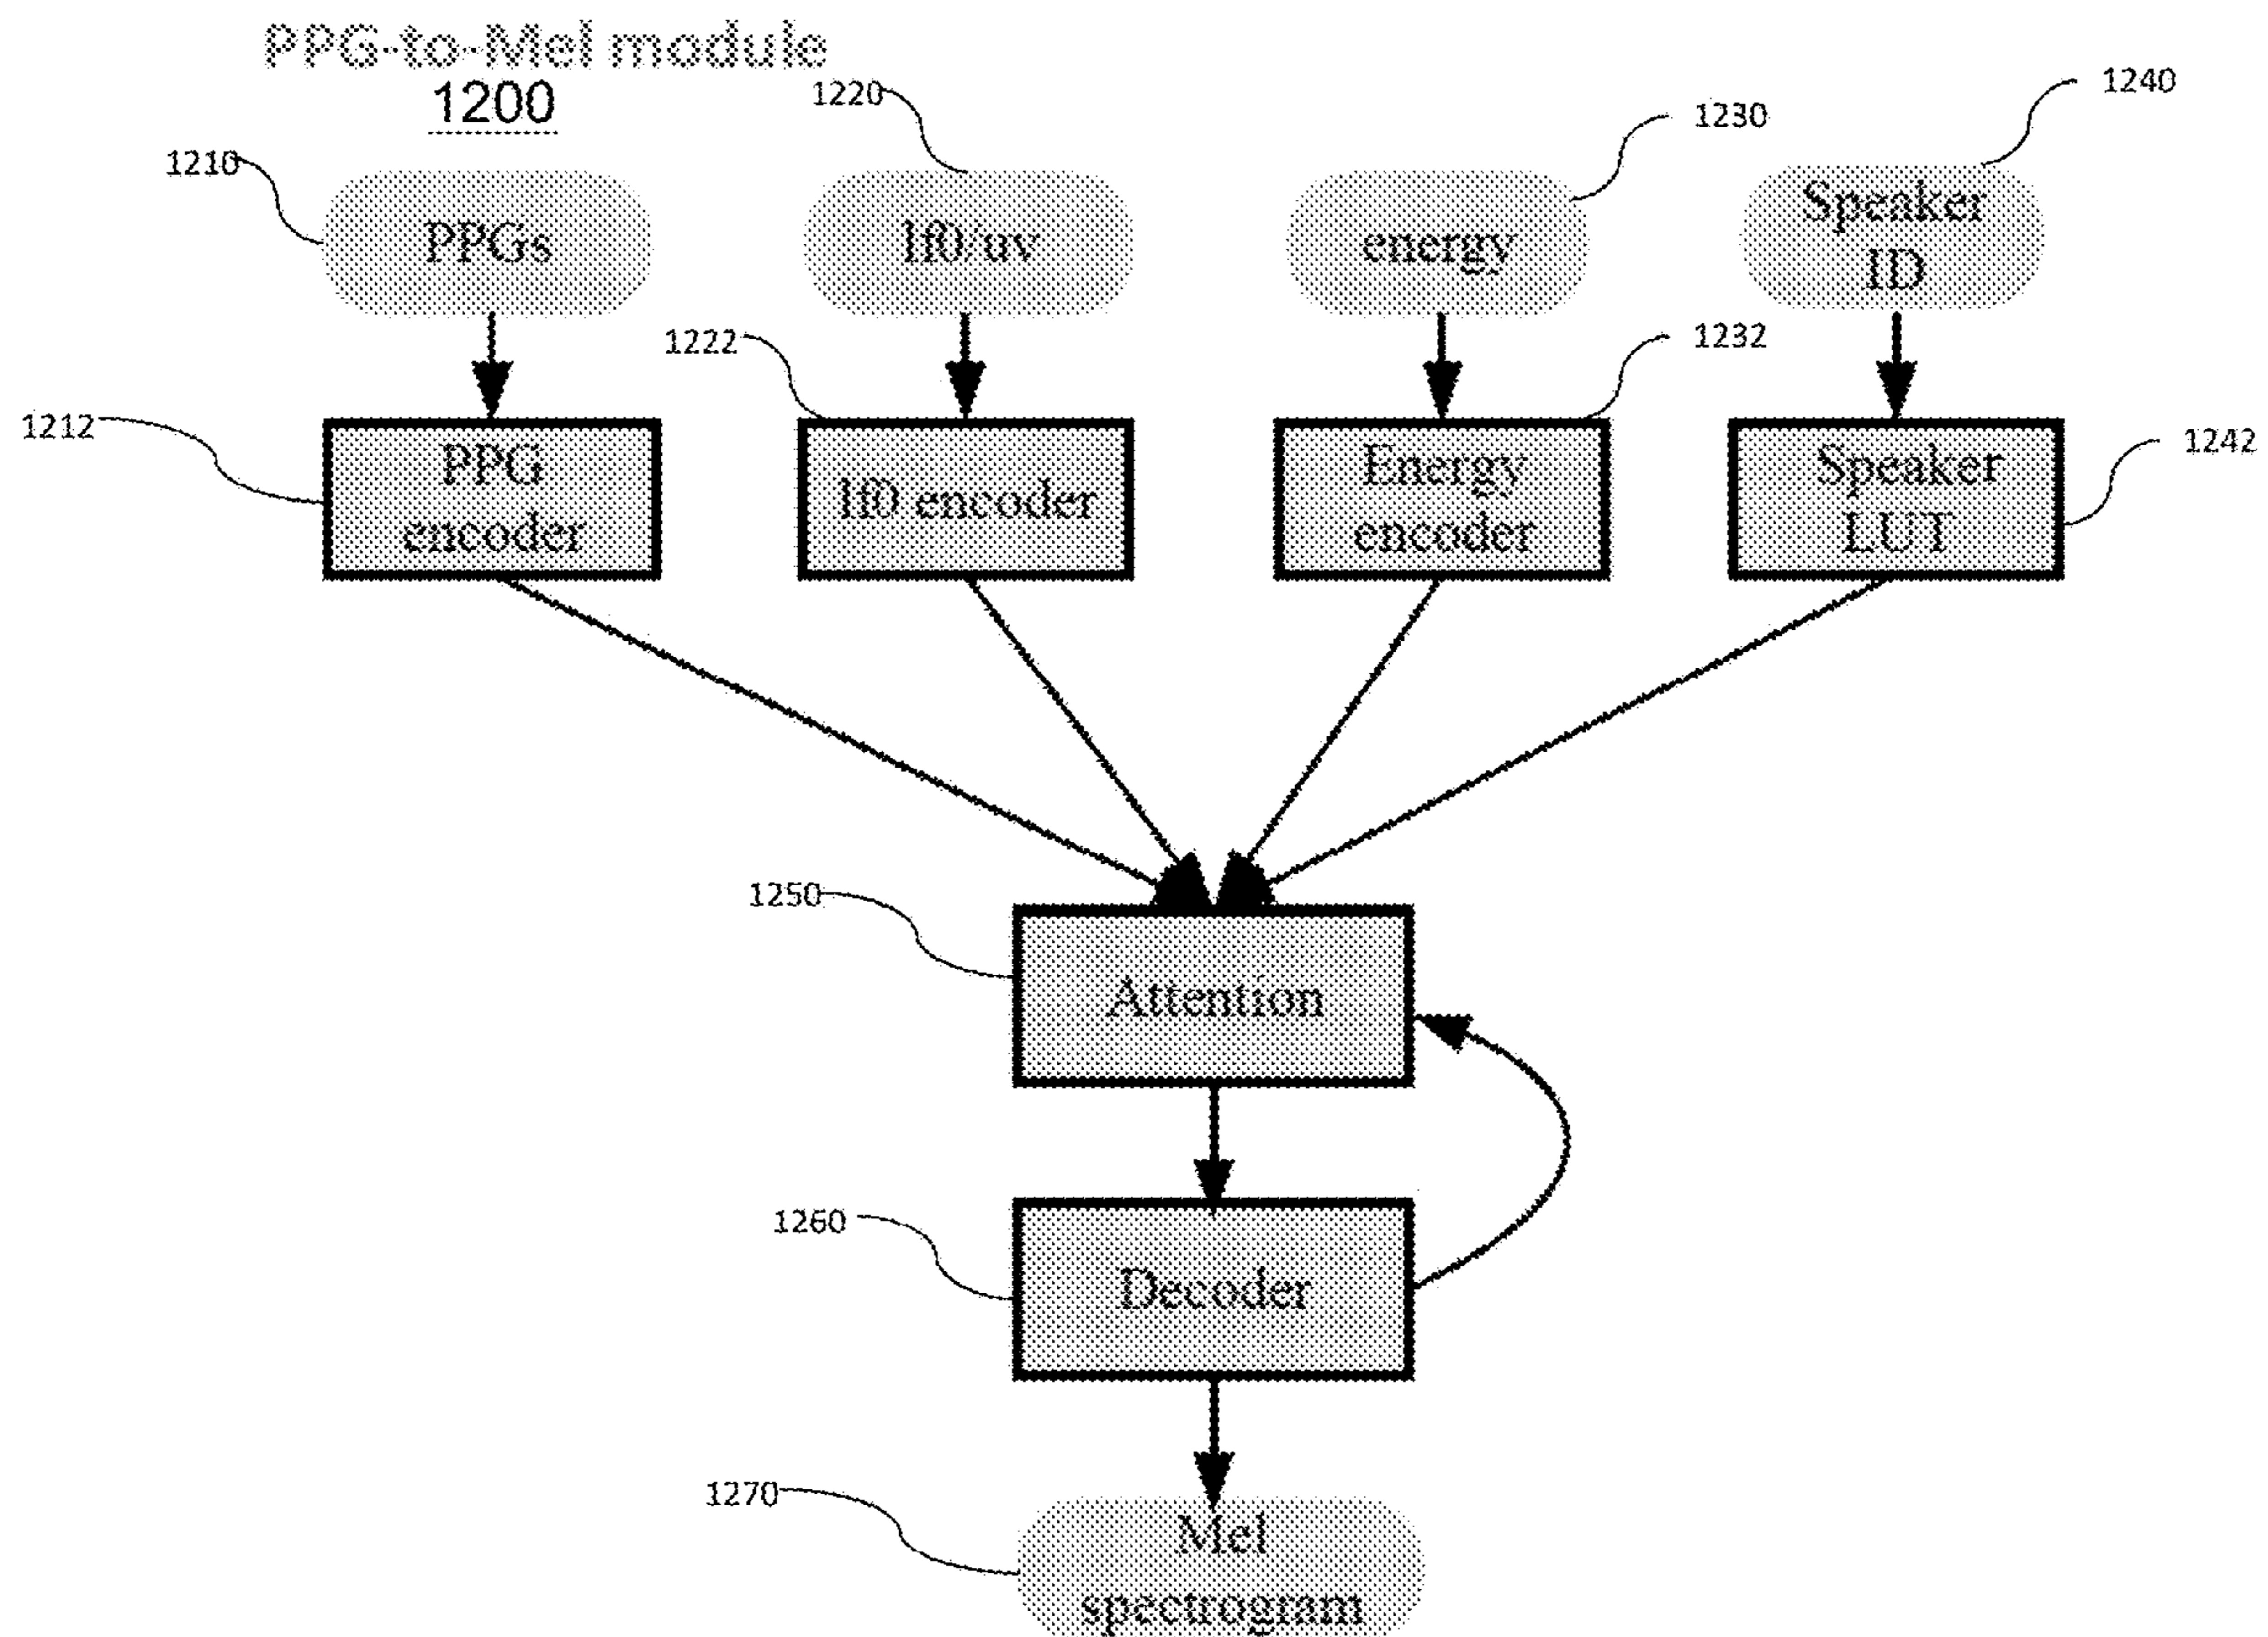 PPG-to-Mel module
1200
1220
1240
1230
1210
PPGs
lf0/uv
energy
Speaker
ID
1222
1232
1212
1242
PPG
encoder
lf0 encoder
Energy
encoder
Speaker
LUT
1250
Attention
1260
Decoder
1270
Mel
spectrogram